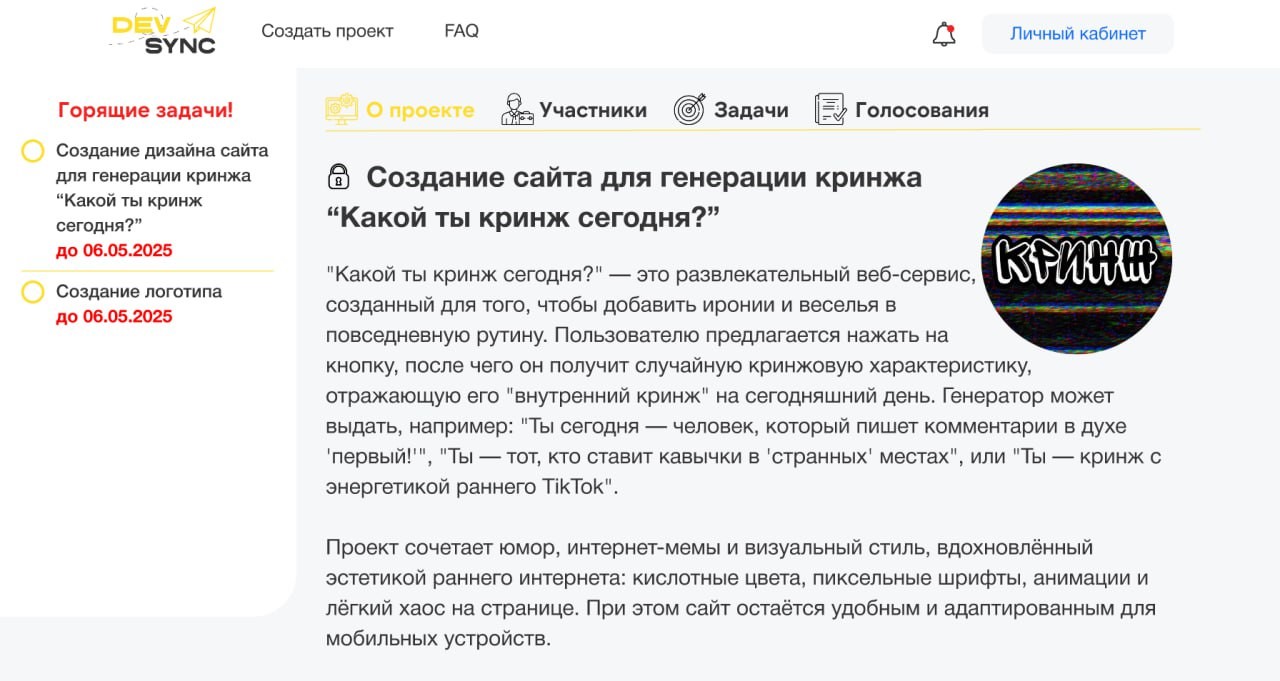 DEV
SYNC
Создать проект
FAQ
Личный кабинет
Горящие задачи!
Создание дизайна сайта
для генерации кринжа
“Какой ты кринж
сегодня?”
до 06.05.2025
Создание логотипа
до 06.05.2025
О проекте
Участники
Задачи
Голосования
Создание сайта для генерации кринжа
“Какой ты кринж сегодня?”
КРИНЖ
"Какой ты кринж сегодня?" — это развлекательный веб-сервис,
созданный для того, чтобы добавить иронии и веселья в
повседневную рутину. Пользователю предлагается нажать на
кнопку, после чего он получит случайную кринжовую характеристику,
отражающую его "внутренний кринж" на сегодняшний день. Генератор может
выдать, например: "Ты сегодня — человек, который пишет комментарии в духе
'первый!'", "Ты — тот, кто ставит кавычки в 'странных' местах", или "Ты — кринж с
энергетикой раннего TikTok".
Проект сочетает юмор, интернет-мемы и визуальный стиль, вдохновлённый
эстетикой раннего интернета: кислотные цвета, пиксельные шрифты, анимации и
лёгкий хаос на странице. При этом сайт остаётся удобным и адаптированным для
мобильных устройств.